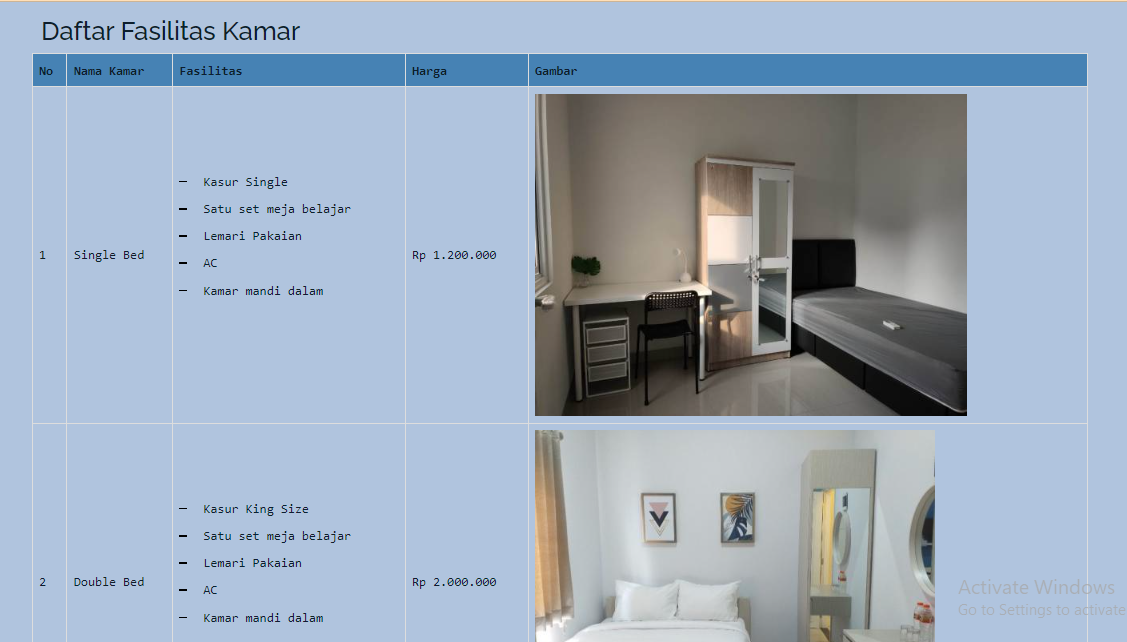 Daftar Fasilitas Kamar
No Nama Kamar Fasilitas Harga Gambar
1 Single Bed
— Kasur Single
— Satu set meja belajar
— Lemari Pakaian
— AC
— Kamar mandi dalam
Rp 1.200.000
2 Double Bed
— Kasur King Size
— Satu set meja belajar
— Lemari Pakaian
— AC
— Kamar mandi dalam
Rp 2.000.000
Activate Windows
Go to Settings to activate